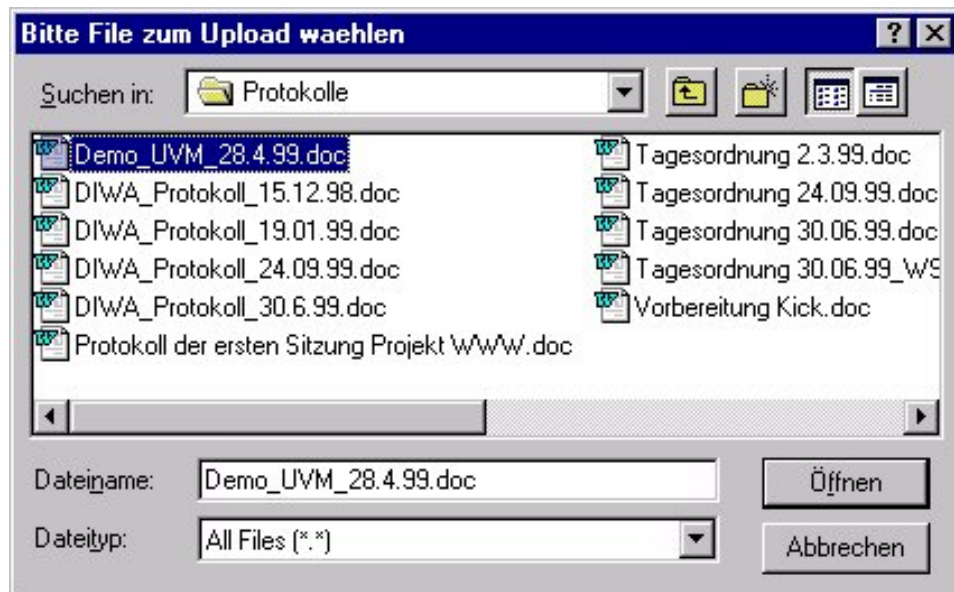 Bitte File zum Upload waehlen
Suchen in: Protokolle
Demo_UVM_28.4.99.doc
DIWA_Protokoll_15.12.98.doc
DIWA_Protokoll_19.01.99.doc
DIWA_Protokoll_24.09.99.doc
DIWA_Protokoll_30.6.99.doc
Protokoll der ersten Sitzung Projekt WWW.doc
Tagesordnung 2.3.99.doc
Tagesordnung 24.09.99.doc
Tagesordnung 30.06.99.doc
Tagesordnung 30.06.99_WS
Vorbereitung Kick.doc
Dateiname: Demo_UVM_28.4.99.doc Öffnen
Dateityp: All Files (*.*) Abbrechen